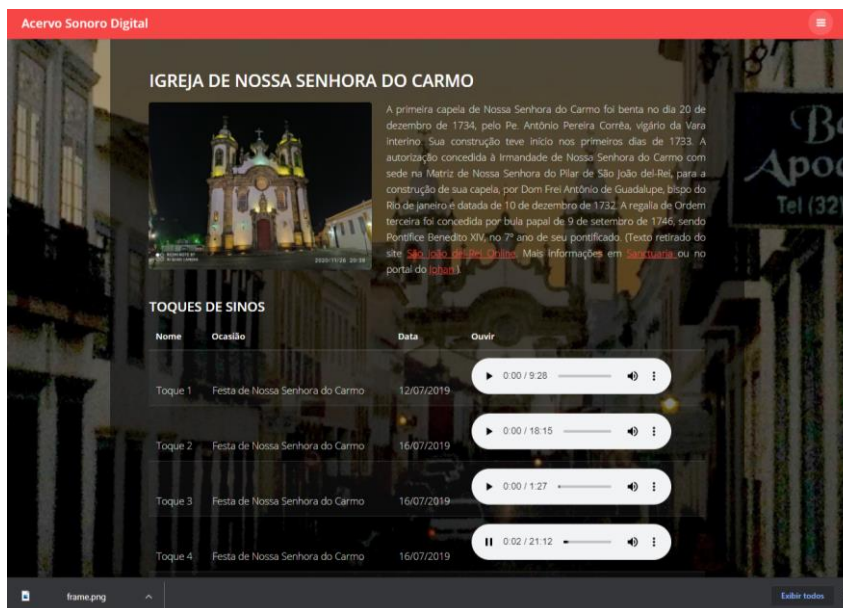 Acervo Sonoro Digital
IGREJA DE NOSSA SENHORA DO CARMO
A primeira capela de Nossa Senhora do Carmo foi benta no dia 20 de
dezembro de 1734, pelo Pe. Antônio Pereira Corrêa, vigário da Vara
interino. Sua construção teve início nos primeiros dias de 1733. A
autorização concedida à Irmandade de Nossa Senhora do Carmo com
sede na Matriz de Nossa Senhora do Pilar de São João del-Rei, para a
construção de sua capela, por Dom Frei Antônio de Guadalupe, bispo do
Rio de janeiro é datada de 10 de dezembro de 1732. A regalia de Ordem
terceira foi concedida por bula papal de 9 de setembro de 1746, sendo
Pontífice Benedito XIV, no 7º ano de seu pontificado. (Texto retirado do
site São João del-Rei Online. Mais informações em Sanctuaria ou no
portal do Iphan ).
2020/11/26 20:59
Apoc
Tel (32)
TOQUES DE SINOS
Nome Ocasião Data Ouvir
Toque 1 Festa de Nossa Senhora do Carmo 12/07/2019 0:00 / 9:28
Toque 2 Festa de Nossa Senhora do Carmo 16/07/2019 0:00 / 18:15
Toque 3 Festa de Nossa Senhora do Carmo 16/07/2019 0:00 / 1:27
Toque 4 Festa de Nossa Senhora do Carmo 16/07/2019 0:02 / 21:12
frame.png
Exibir todos